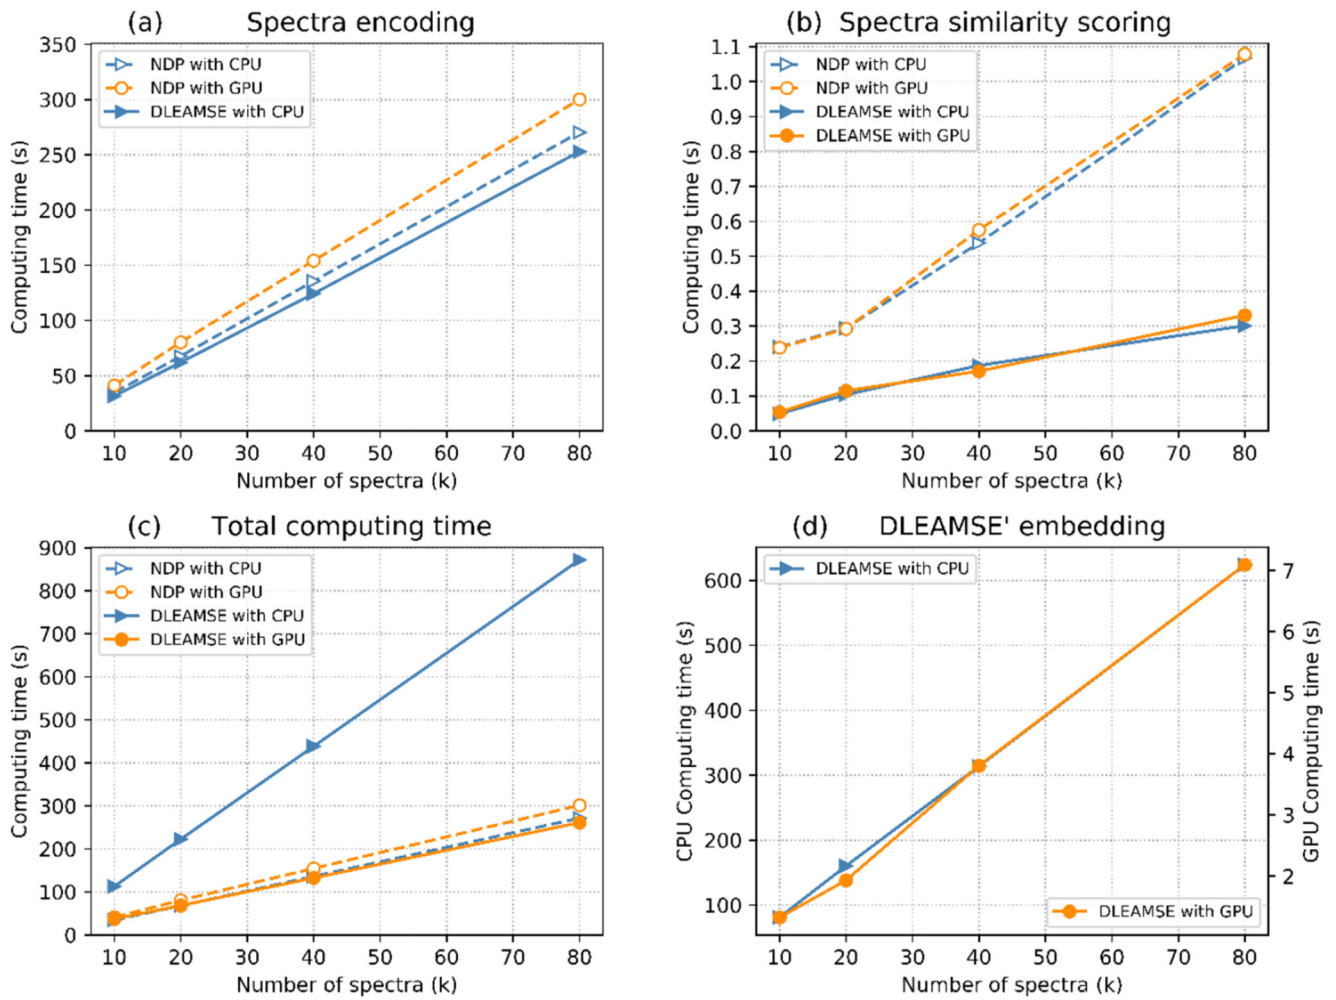 (a) Spectra encoding
350
300
250
200
150
100
50
0
Computing time (s)
NDP with CPU
NDP with GPU
DLEAMSE with CPU
10 20 30 40 50 60 70 80
Number of spectra (k)
(b) Spectra similarity scoring
1.1
1.0
0.9
0.8
0.7
0.6
0.5
0.4
0.3
0.2
0.1
0.0
Computing time (s)
NDP with CPU
NDP with GPU
DLEAMSE with CPU
DLEAMSE with GPU
10 20 30 40 50 60 70 80
Number of spectra (k)
(c) Total computing time
900
800
700
600
500
400
300
200
100
0
Computing time (s)
NDP with CPU
NDP with GPU
DLEAMSE with CPU
DLEAMSE with GPU
10 20 30 40 50 60 70 80
Number of spectra (k)
(d) DLEAMSE' embedding
600
500
400
300
200
100
CPU Computing time (s)
DLEAMSE with CPU
7
6
5
4
3
2
GPU Computing time (s)
DLEAMSE with GPU
10 20 30 40 50 60 70 80
Number of spectra (k)